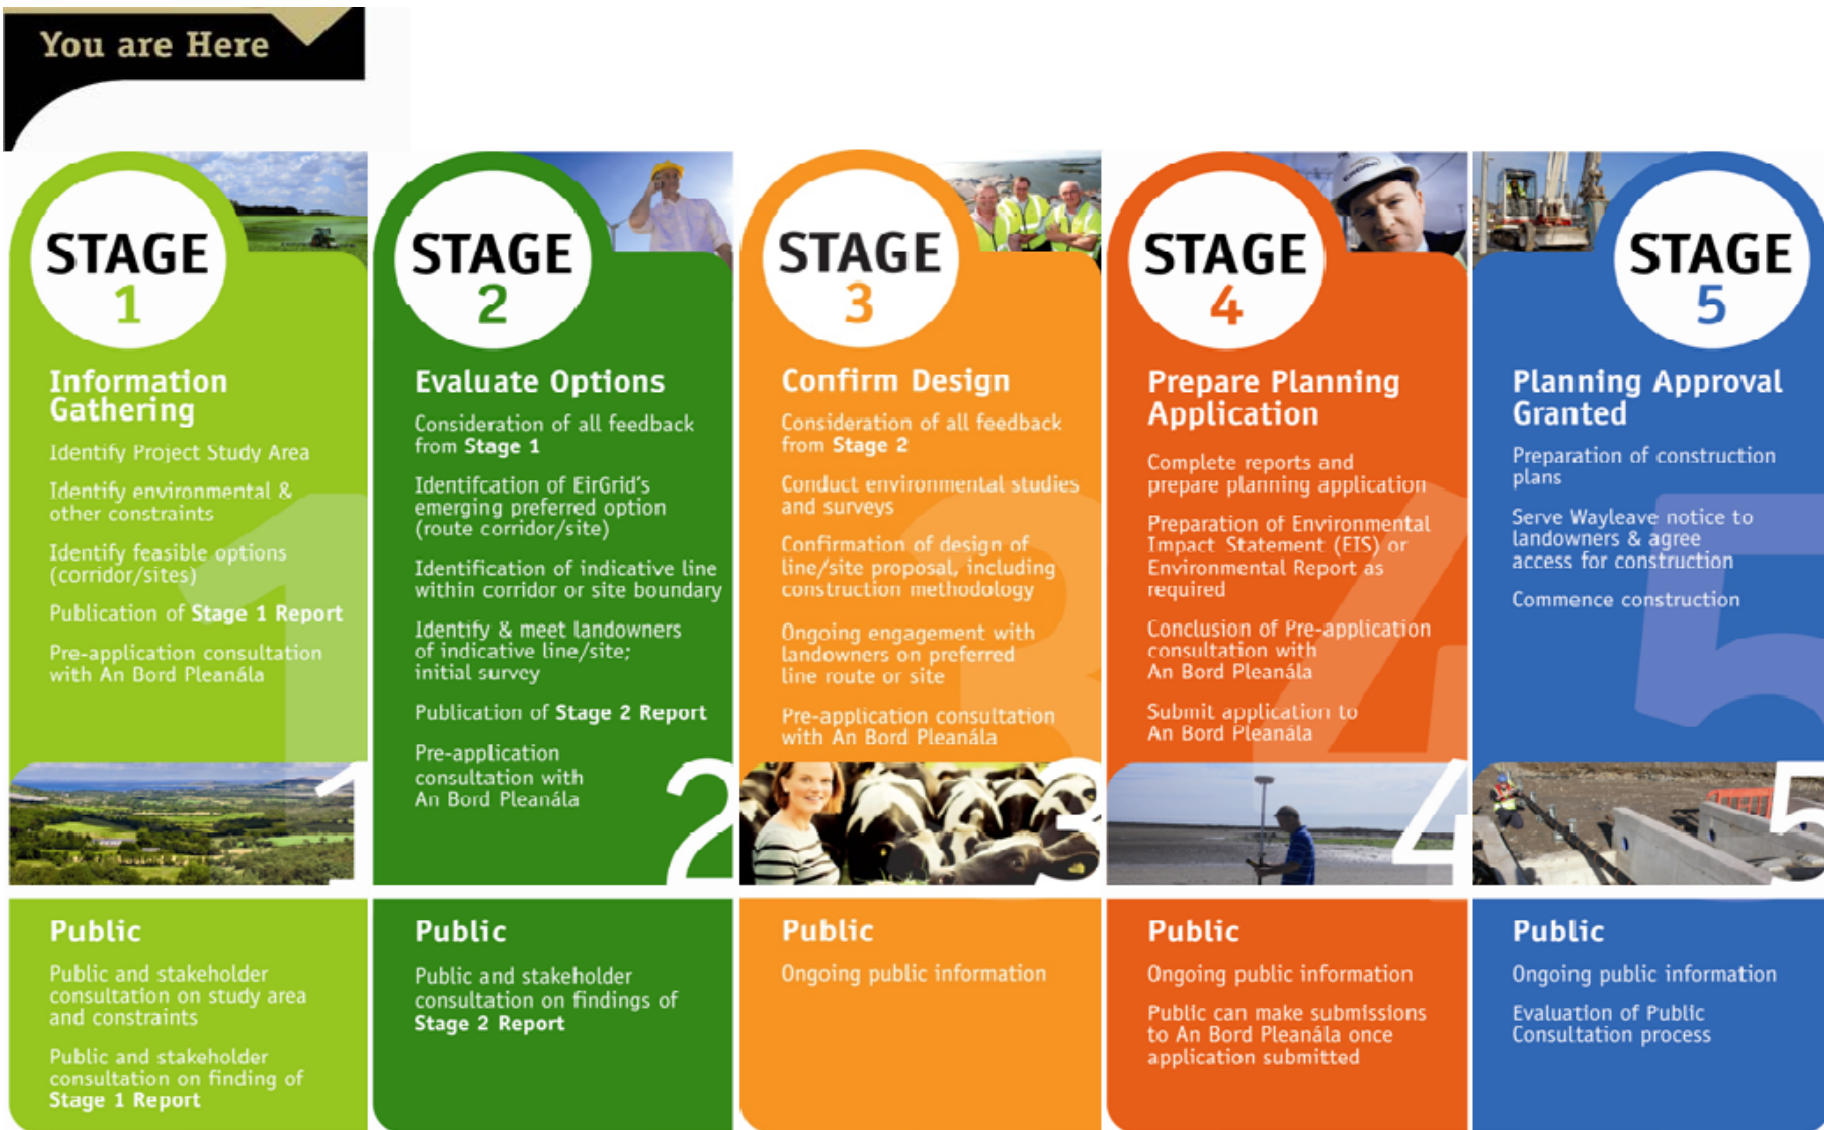 You are Here
STAGE
1
Information
Gathering
Identify Project Study Area
Identify environmental &
other constraints
Identify feasible options
(corridor/sites)
Publication of Stage 1 Report
Pre-application consultation
with An Bord Pleanála
1
Public
Public and stakeholder
consultation on study area
and constraints
Public and stakeholder
consultation on finding of
Stage 1 Report
STAGE
2
Evaluate Options
Consideration of all feedback
from Stage 1
Identifcation of EirGrid's
emerging preferred option
(route corridor/site)
Identification of indicative line
within corridor or site boundary
Identify & meet landowners
of indicative line/site;
initial survey
Publication of Stage 2 Report
Pre-application
consultation with
An Bord Pleanála
2
Public
Public and stakeholder
consultation on findings of
Stage 2 Report
STAGE
3
Confirm Design
Consideration of all feedback
from Stage 2
Conduct environmental studies
and surveys
Confirmation of design of
line/site proposal, including
construction methodology
Ongoing engagement with
landowners on preferred
line route or site
Pre-application consultation
with An Bord Pleanála
3
Public
Ongoing public information
STAGE
4
Prepare Planning
Application
Complete reports and
prepare planning application
Preparation of Environmental
Impact Statement (EIS) or
Environmental Report as
required
Conclusion of Pre-application
consultation with
An Bord Pleanála
Submit application to
An Bord Pleanála
4
Public
Ongoing public information
Public can make submissions
to An Bord Pleanála once
application submitted
STAGE
5
Planning Approval
Granted
Preparation of construction
plans
Serve Wayleave notice to
landowners & agree
access for construction
Commence construction
5
Public
Ongoing public information
Evaluation of Public
Consultation process